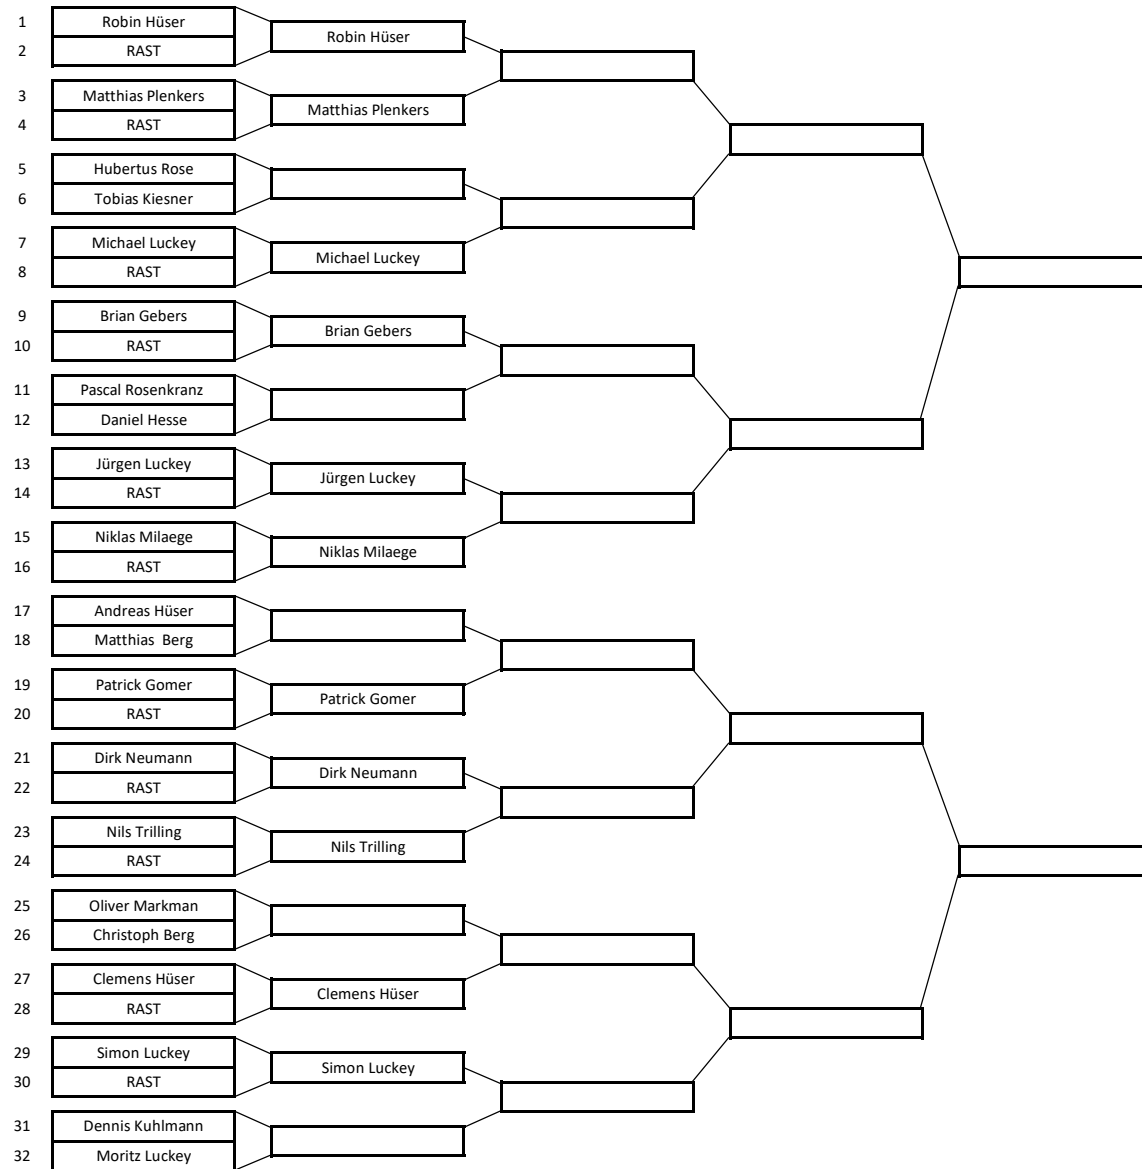 1 Robin Hüser
Robin Hüser
2 RAST
3 Matthias Plenkers
Matthias Plenkers
4 RAST
5 Hubertus Rose
6 Tobias Kiesner
7 Michael Luckey
Michael Luckey
8 RAST
9 Brian Gebers
Brian Gebers
10 RAST
11 Pascal Rosenkranz
12 Daniel Hesse
13 Jürgen Luckey
Jürgen Luckey
14 RAST
15 Niklas Milaege
Niklas Milaege
16 RAST
17 Andreas Hüser
18 Matthias  Berg
19 Patrick Gomer
Patrick Gomer
20 RAST
21 Dirk Neumann
Dirk Neumann
22 RAST
23 Nils Trilling
Nils Trilling
24 RAST
25 Oliver Markman
26 Christoph Berg
27 Clemens Hüser
Clemens Hüser
28 RAST
29 Simon Luckey
Simon Luckey
30 RAST
31 Dennis Kuhlmann
32 Moritz Luckey